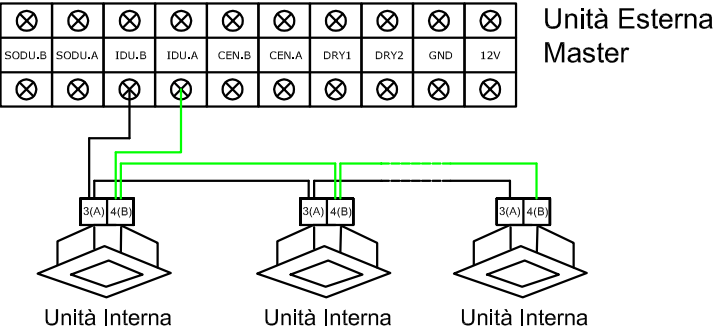 Unità Esterna
Master
SODU.B SODU.A IDU.B IDU.A CEN.B CEN.A DRY1 DRY2 GND 12V
3(A) 4(B) 3(A) 4(B) 3(A) 4(B)
Unità Interna Unità Interna Unità Interna